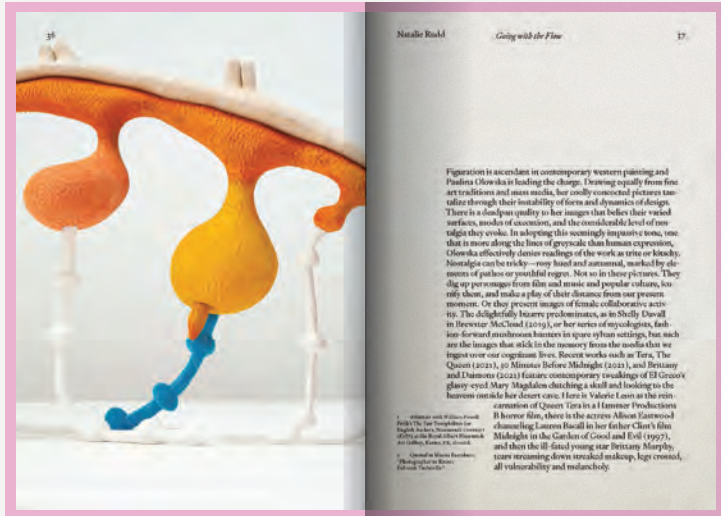 36
Natalie Rudd
Going with the Flow
37
Figuration is ascendant in contemporary western painting and
Paulina Olowska is leading the charge. Drawing equally from fine
art traditions and mass media, her coolly concocted pictures tan-
talize through their instability of form and dynamics of design.
There is a deadpan quality to her images that belies their varied
surfaces, modes of execution, and the considerable level of nos-
talgia they evoke. In adopting this seemingly impassive tone, one
that is more along the lines of greyscale than human expression,
Olowska effectively denies readings of the work as trite or kitschy.
Nostalgia can be tricky—rosy hued and autumnal, marked by ele-
ments of pathos or youthful regret. Not so in these pictures. They
dig up personages from film and music and popular culture, ico-
nify them, and make a play of their distance from our present
moment. Or they present images of female collaborative activ-
ity. The delightfully bizarre predominates, as in Shelly Duvall
in Brewster McCloud (2019), or her series of mycologists, fash-
ion-forward mushroom hunters in spare sylvan settings, but such
are the images that stick in the memory from the media that we
ingest over our cognizant lives. Recent works such as Tera, The
Queen (2021), 30 Minutes Before Midnight (2021), and Brittany
and Daimons (2021) feature contemporary tweakings of El Greco's
glassy-eyed Mary Magdalen clutching a skull and looking to the
heavens outside her desert cave. Here is Valerie Leon as the rein-
carnation of Queen Tera in a Hammer Productions
B horror film, there is the actress Alison Eastwood
channeling Lauren Bacall in her father Clint's film
Midnight in the Garden of Good and Evil (1997),
and then the ill-fated young star Brittany Murphy,
tears streaming down streaked makeup, legs crossed,
all vulnerability and melancholy.
1
at the Royal Albert Memorial
2